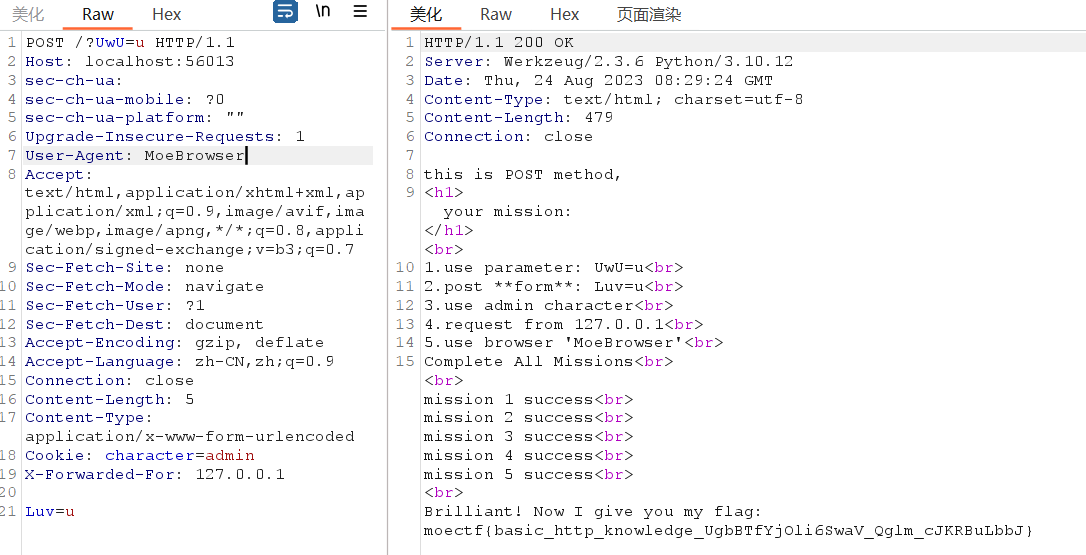 美化 Raw Hex \n
1 POST /?UwU=u HTTP/1.1
2 Host: localhost:56013
3 sec-ch-ua:
4 sec-ch-ua-mobile: ?0
5 sec-ch-ua-platform: ""
6 Upgrade-Insecure-Requests: 1
7 User-Agent: MoeBrowser
8 Accept:
text/html,application/xhtml+xml,ap
plication/xml;q=0.9,image/avif,ima
ge/webp,image/apng,*/*;q=0.8,appli
cation/signed-exchange;v=b3;q=0.7
9 Sec-Fetch-Site: none
10 Sec-Fetch-Mode: navigate
11 Sec-Fetch-User: ?1
12 Sec-Fetch-Dest: document
13 Accept-Encoding: gzip, deflate
14 Accept-Language: zh-CN,zh;q=0.9
15 Connection: close
16 Content-Length: 5
17 Content-Type:
application/x-www-form-urlencoded
18 Cookie: character=admin
19 X-Forwarded-For: 127.0.0.1
20
21 Luv=u
美化 Raw Hex 页面渲染
1 HTTP/1.1 200 OK
2 Server: Werkzeug/2.3.6 Python/3.10.12
3 Date: Thu, 24 Aug 2023 08:29:24 GMT
4 Content-Type: text/html; charset=utf-8
5 Content-Length: 479
6 Connection: close
7
8 this is POST method,
9 <h1>
your mission:
</h1>
<br>
10 1.use parameter: UwU=u<br>
11 2.post **form**: Luv=u<br>
12 3.use admin character<br>
13 4.request from 127.0.0.1<br>
14 5.use browser 'MoeBrowser'<br>
15 Complete All Missions<br>
<br>
mission 1 success<br>
mission 2 success<br>
mission 3 success<br>
mission 4 success<br>
mission 5 success<br>
<br>
Brilliant! Now I give you my flag:
moectf{basic_http_knowledge_UgbBTfYjOli6SwaV_Qglm_cJKRBuLbbJ}